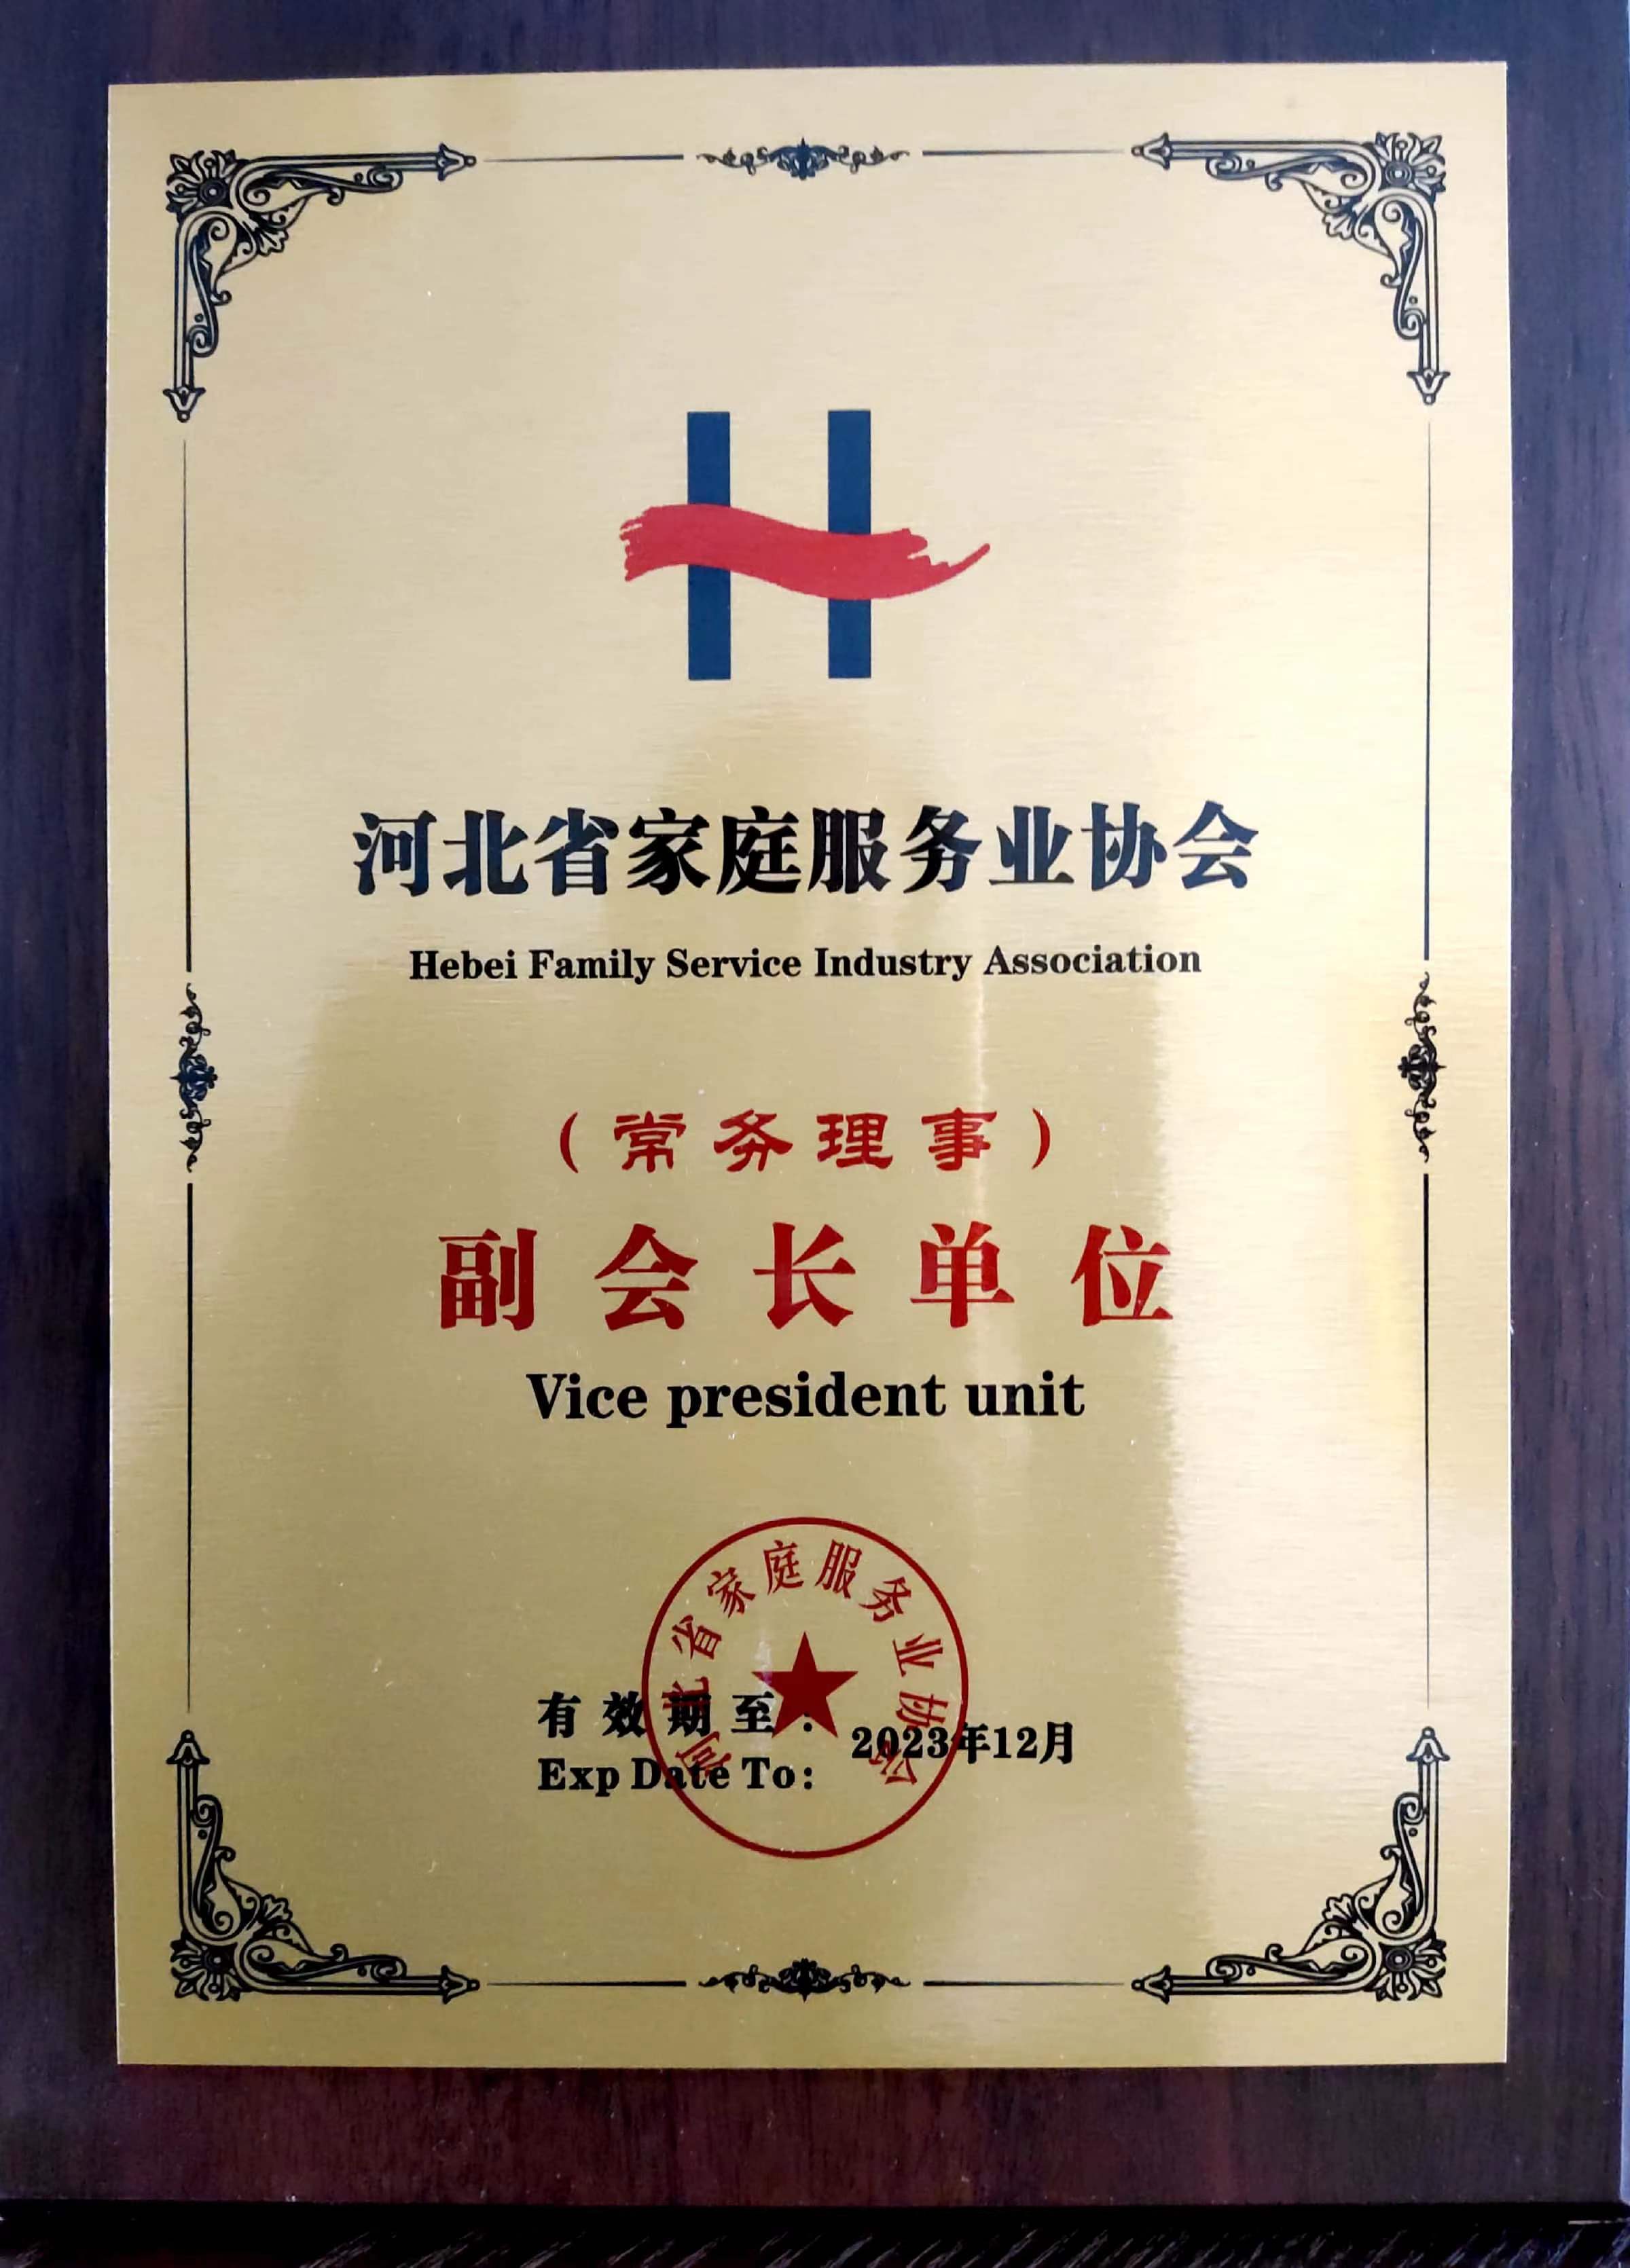 河北省家庭服务业协会
Hebei Family Service Industry Association
（常务理事）
副会长单位
Vice president unit
河北省家庭服务业协会
有效期至：
Exp Date To:
2023年12月